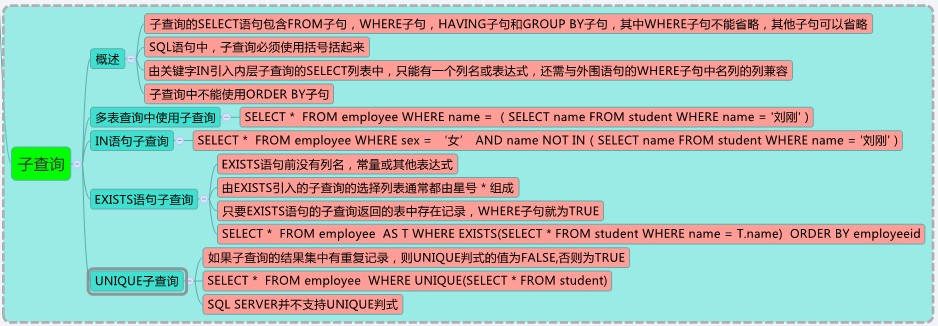 子查询
概述
子查询的SELECT语句包含FROM子句，WHERE子句，HAVING子句和GROUP BY子句，其中WHERE子句不能省略，其他子句可以省略
SQL语句中，子查询必须使用括号括起来
由关键字IN引入内层子查询的SELECT列表中，只能有一个列名或表达式，还需与外围语句的WHERE子句中名列的列兼容
子查询中不能使用ORDER BY子句
多表查询中使用子查询
SELECT * FROM employee WHERE name = （ SELECT name FROM student WHERE name = '刘刚' )
IN语句子查询
SELECT * FROM employee WHERE sex = '女' AND name NOT IN ( SELECT name FROM student WHERE name = '刘刚' )
EXISTS语句子查询
EXISTS语句前没有列名，常量或其他表达式
由EXISTS引入的子查询的选择列表通常都由星号 * 组成
只要EXISTS语句的子查询返回的表中存在记录，WHERE子句就为TRUE
SELECT * FROM employee AS T WHERE EXISTS(SELECT * FROM student WHERE name = T.name) ORDER BY employeeid
UNIQUE子查询
如果子查询的结果集中有重复记录，则UNIQUE判式的值为FALSE,否则为TRUE
SELECT * FROM employee WHERE UNIQUE(SELECT * FROM student)
SQL SERVER并不支持UNIQUE判式